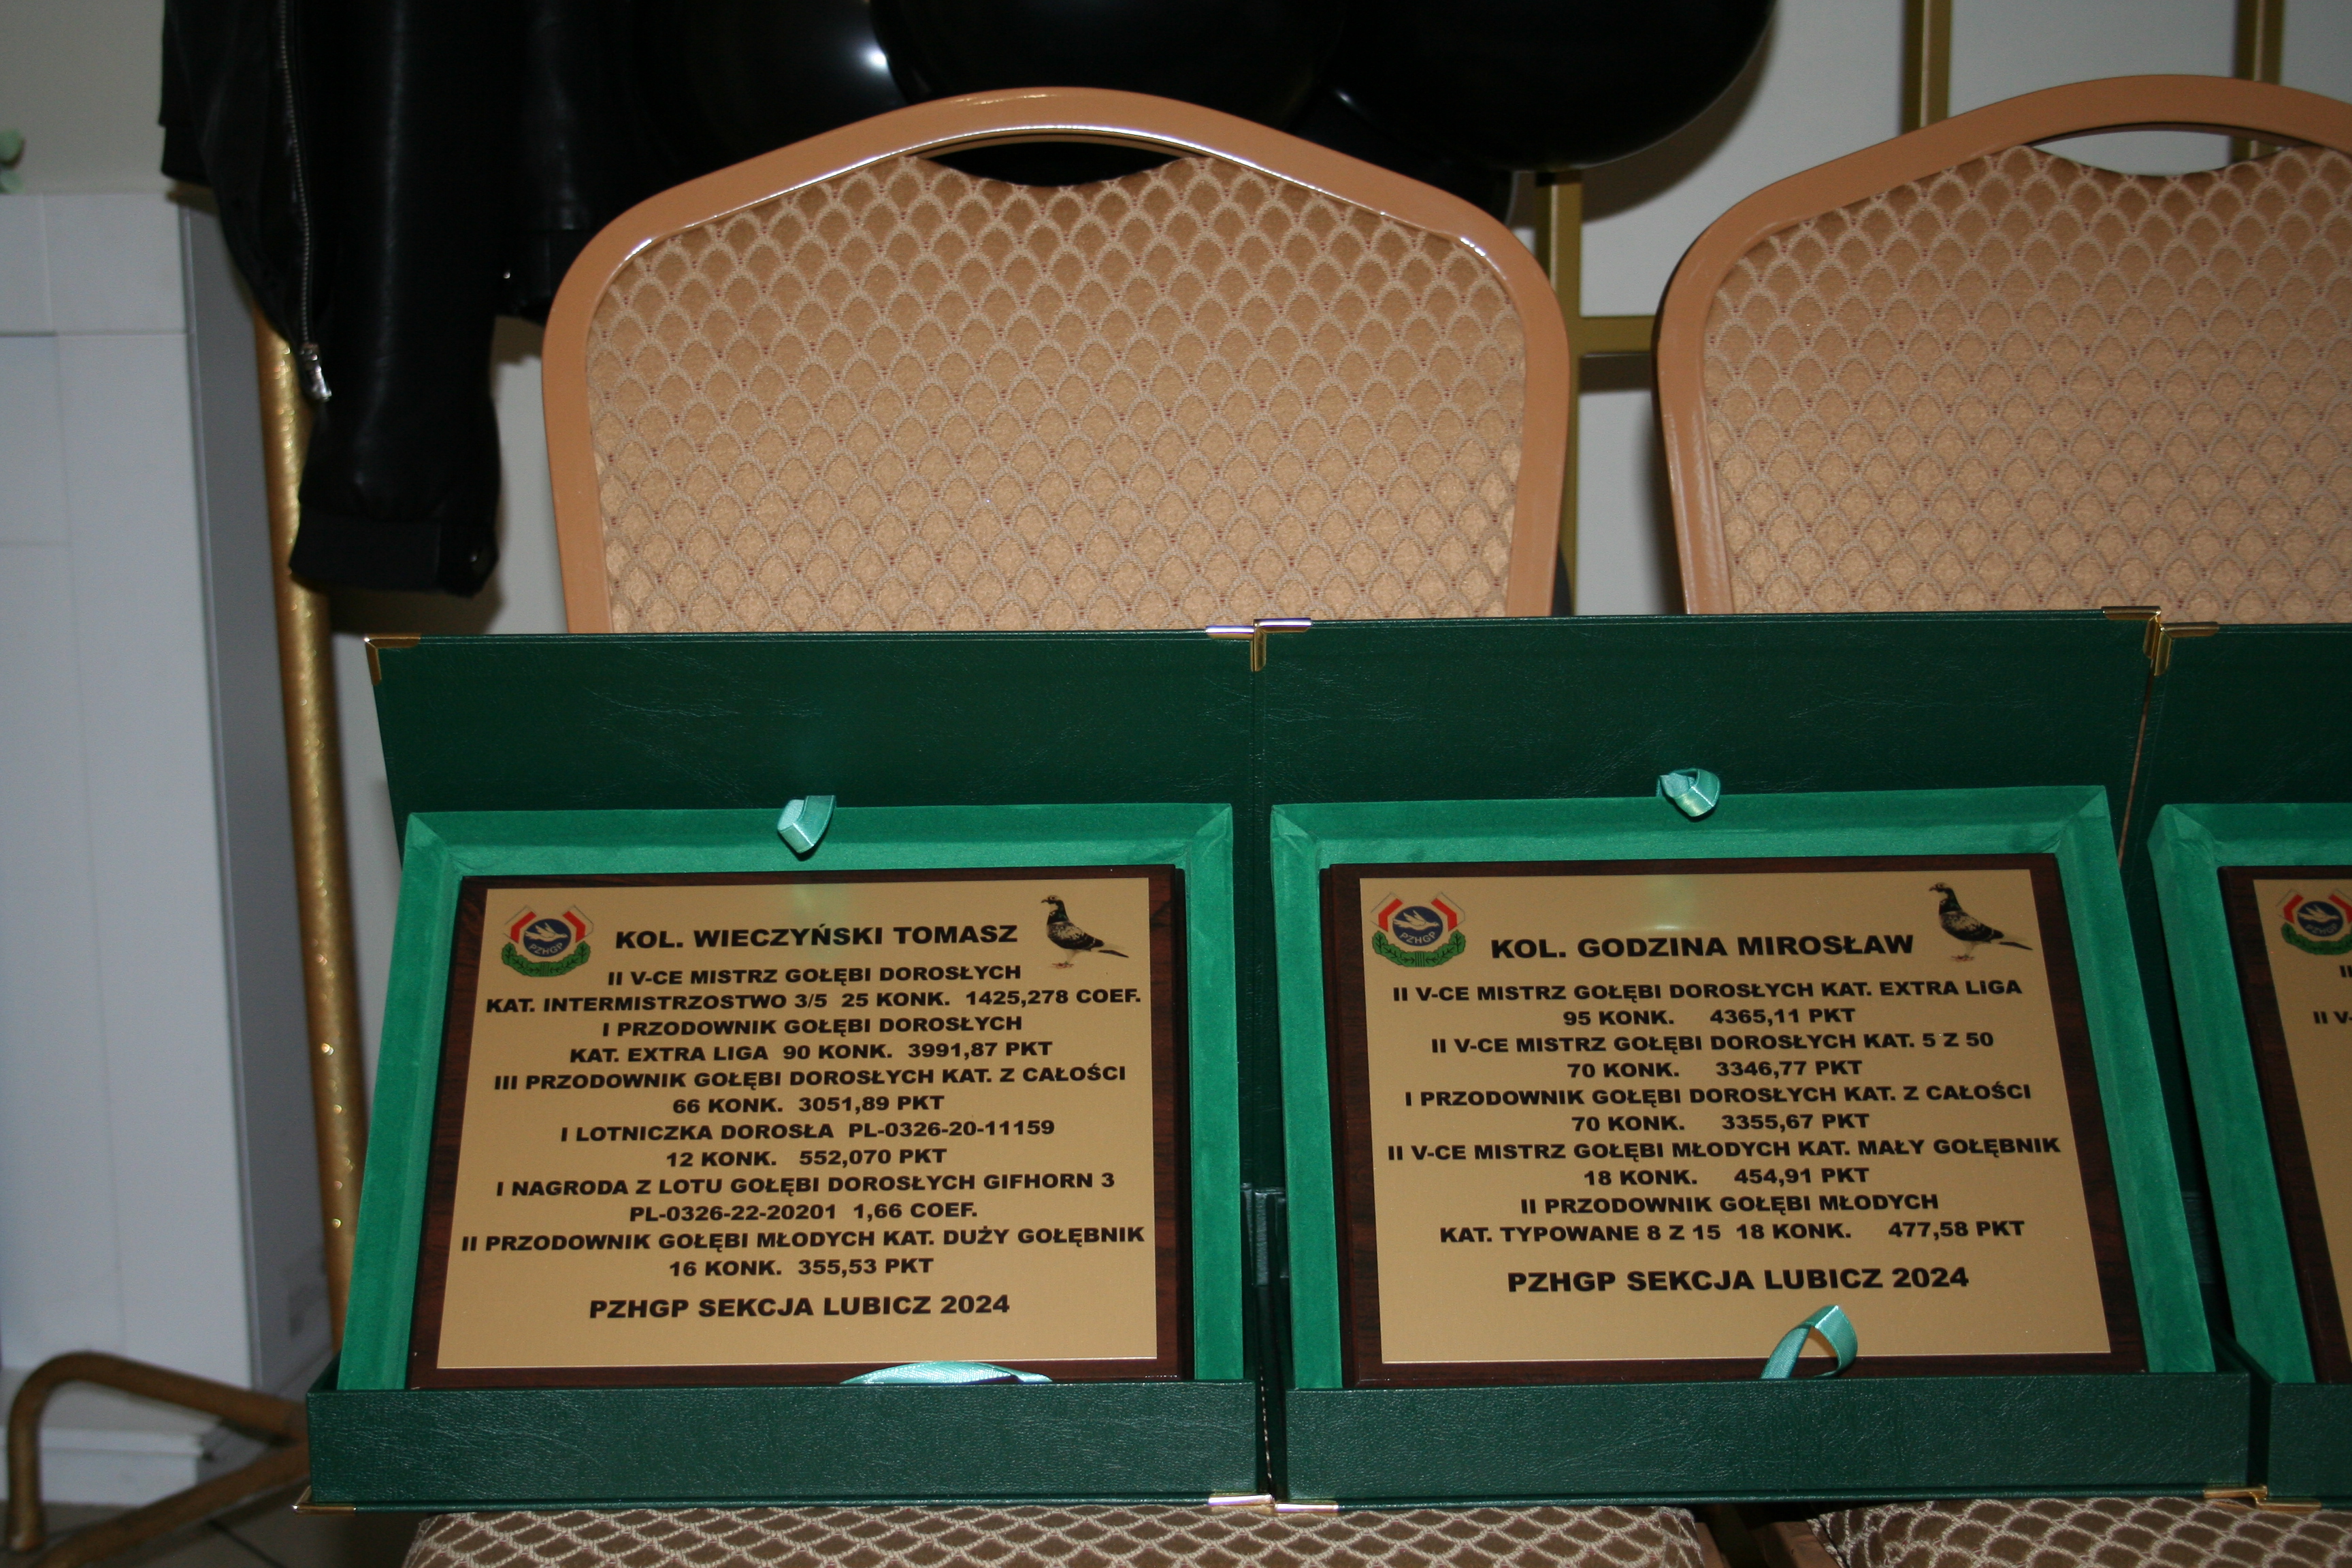 PZHGP
KOL. WIECZYŃSKI TOMASZ
II V-CE MISTRZ GOŁĘBI DOROSŁYCH
KAT. INTERMISTRZOSTWO 3/5 25 KONK. 1425,278 COEF.
I PRZODOWNIK GOŁĘBI DOROSŁYCH
KAT. EXTRA LIGA 90 KONK. 3991,87 PKT
III PRZODOWNIK GOŁĘBI DOROSŁYCH KAT. Z CAŁOŚCI
66 KONK. 3051,89 PKT
I LOTNICZKA DOROSŁA PL-0326-20-11159
12 KONK. 552,070 PKT
I NAGRODA Z LOTU GOŁĘBI DOROSŁYCH GIFHORN 3
PL-0326-22-20201 1,66 COEF.
II PRZODOWNIK GOŁĘBI MŁODYCH KAT. DUŻY GOŁĘBNIK
16 KONK. 355,53 PKT
PZHGP SEKCJA LUBICZ 2024
PZHGP
KOL. GODZINA MIROSŁAW
II V-CE MISTRZ GOŁĘBI DOROSŁYCH KAT. EXTRA LiGA
95 KONK. 4365,11 PKT
II V-CE MISTRZ GOŁĘBI DOROSŁYCH KAT. 5 Z 50
70 KONK. 3346,77 PKT
I PRZODOWNIK GOŁĘBI DOROSŁYCH KAT. Z CAŁOŚCI
70 KONK. 3355,67 PKT
II V-CE MISTRZ GOŁĘBI MŁODYCH KAT. MAŁY GOŁĘBNIK
18 KONK. 454,91 PKT
II PRZODOWNIK GOŁĘBI MŁODYCH
KAT. TYPOWANE 8 Z 15 18 KONK. 477,58 PKT
PZHGP SEKCJA LUBICZ 2024
PZHGP
II
II V-